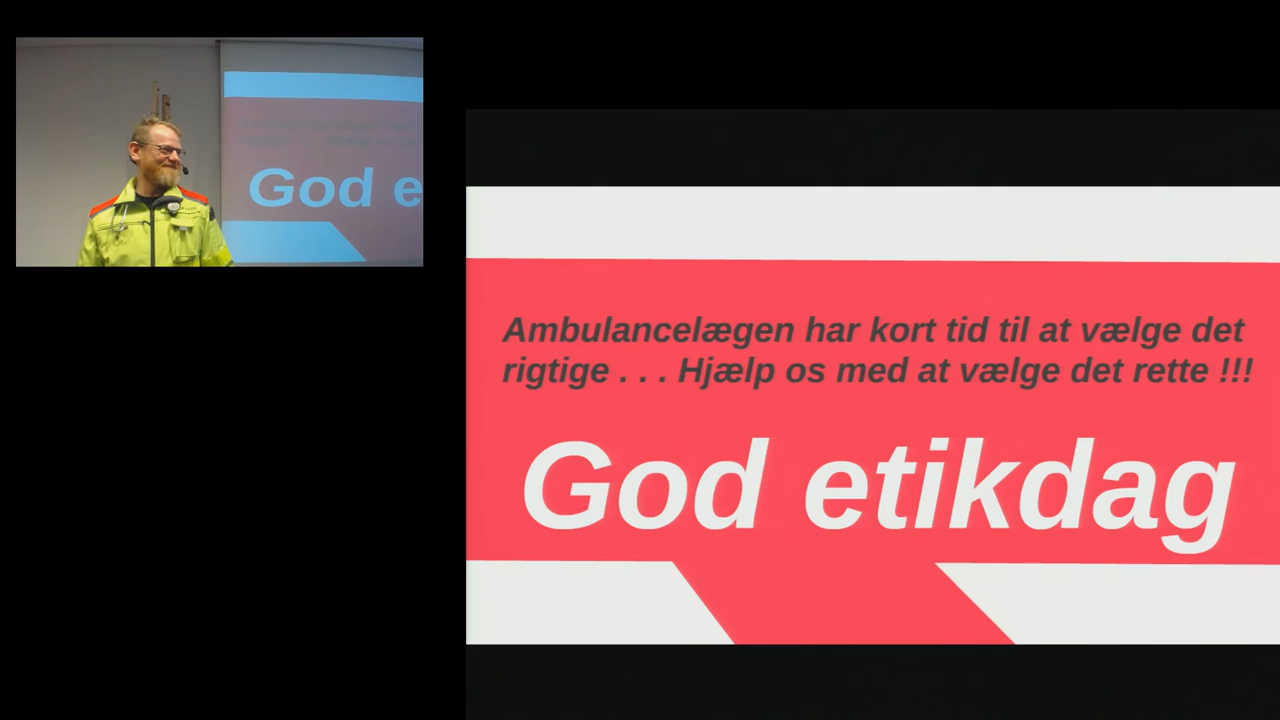 God e
Ambulancelægen har kort tid til at vælge det
rigtige . . . Hjælp os med at vælge det rette !!!
God etikdag